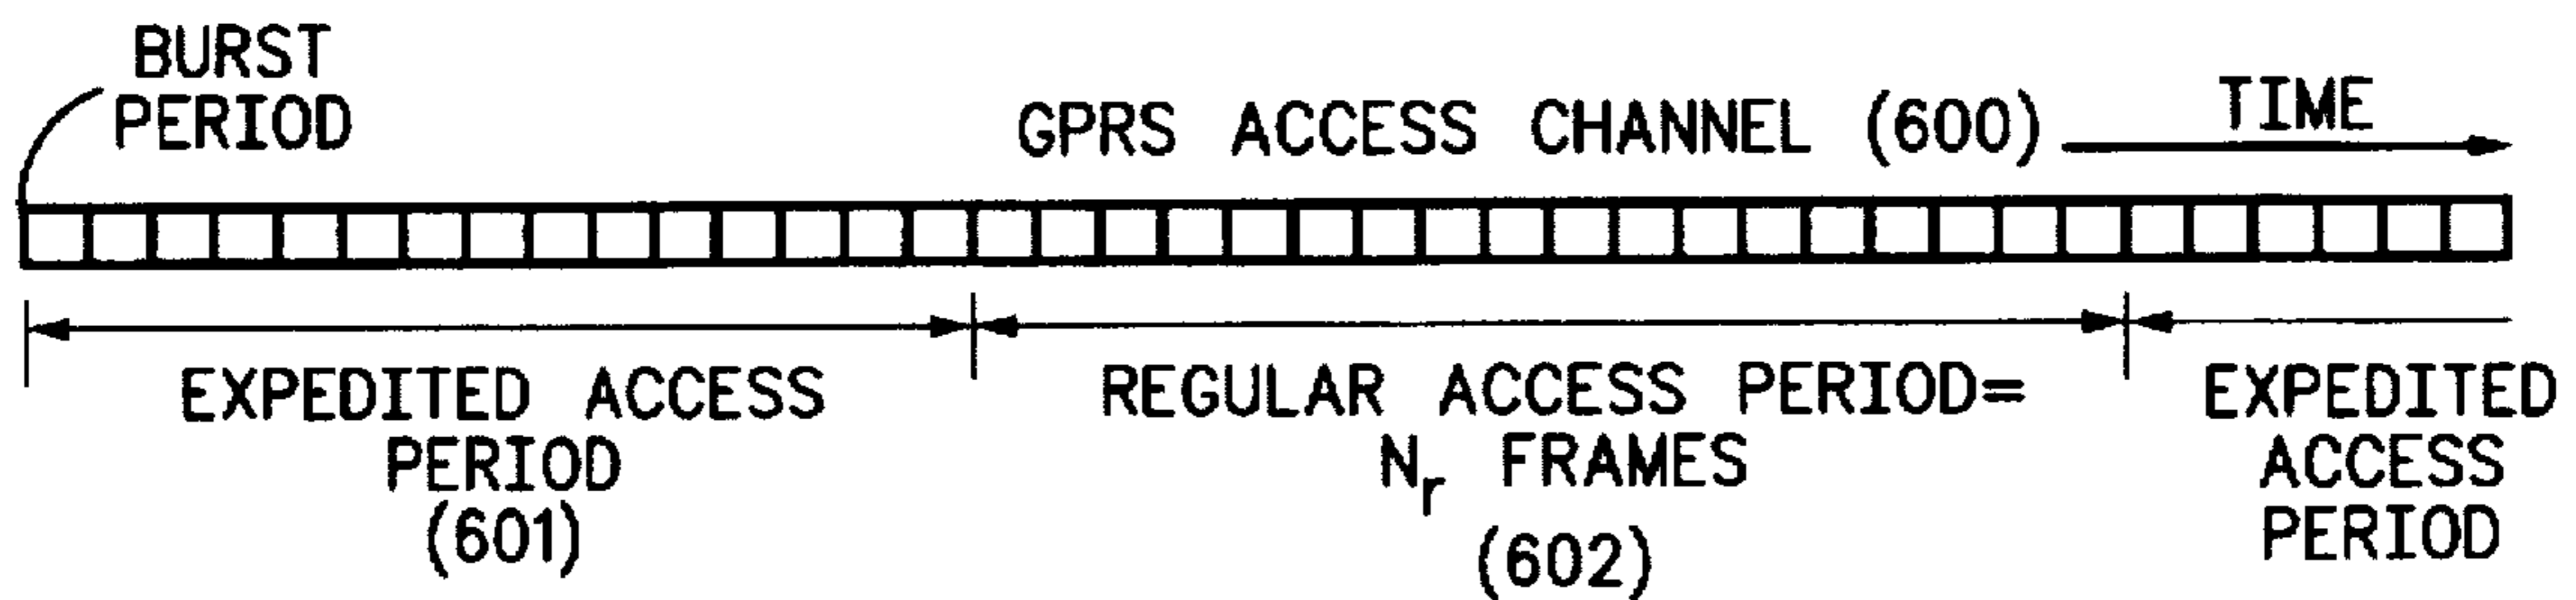 BURST
PERIOD
GPRS ACCESS CHANNEL (600)
TIME
EXPEDITED ACCESS
PERIOD
(601)
REGULAR ACCESS PERIOD=
Nr FRAMES
(602)
EXPEDITED
ACCESS
PERIOD